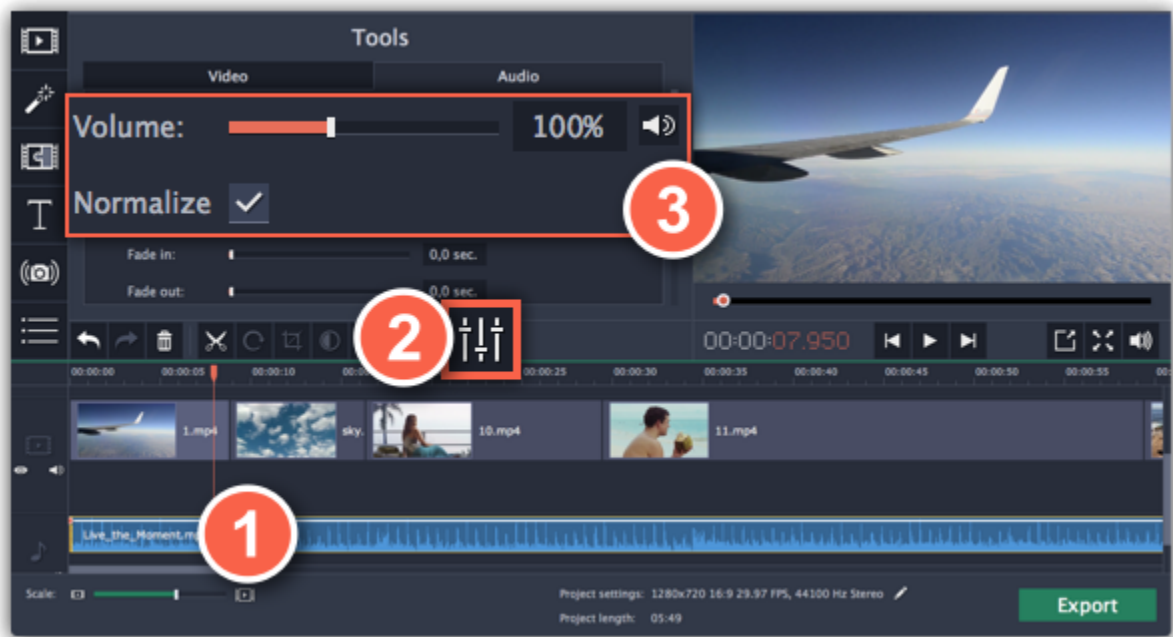 Tools
Video Audio
Volume: 100%
Normalize
3
T
Fade in: 0,0 sec.
Fade out: 0,0 sec.
2
00:00:07.950
00:00:00 00:00:05 00:00:10 00:00:25 00:00:30 00:00:35 00:00:40 00:00:45 00:00:50 00:00:55
1.mp4 sky. 10.mp4 11.mp4
1
Live_the_Moment.mp
Scale:
Project settings: 1280x720 16:9 29.97 FPS, 44100 Hz Stereo
Project length: 05:49
Export